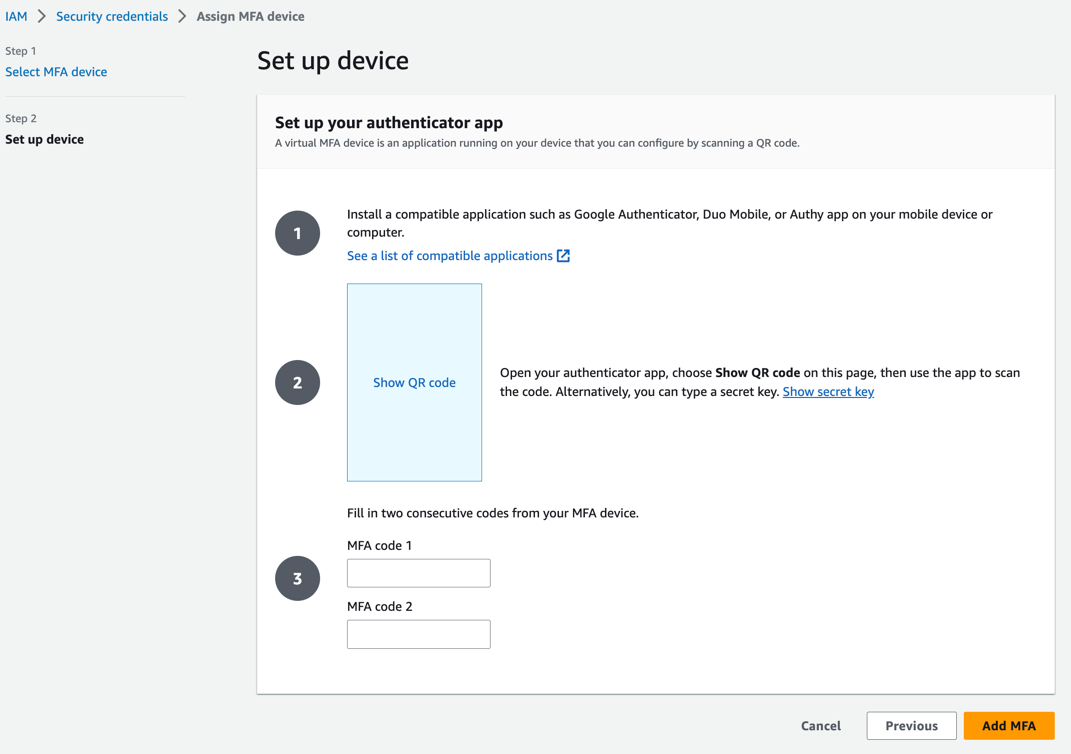 IAM > Security credentials > Assign MFA device
Step 1
Select MFA device
Step 2
Set up device
Set up device
Set up your authenticator app
A virtual MFA device is an application running on your device that you can configure by scanning a QR code.
1
Install a compatible application such as Google Authenticator, Duo Mobile, or Authy app on your mobile device or
computer.
See a list of compatible applications
2
Show QR code
Open your authenticator app, choose Show QR code on this page, then use the app to scan
the code. Alternatively, you can type a secret key. Show secret key
3
Fill in two consecutive codes from your MFA device.
MFA code 1
MFA code 2
Cancel
Previous
Add MFA